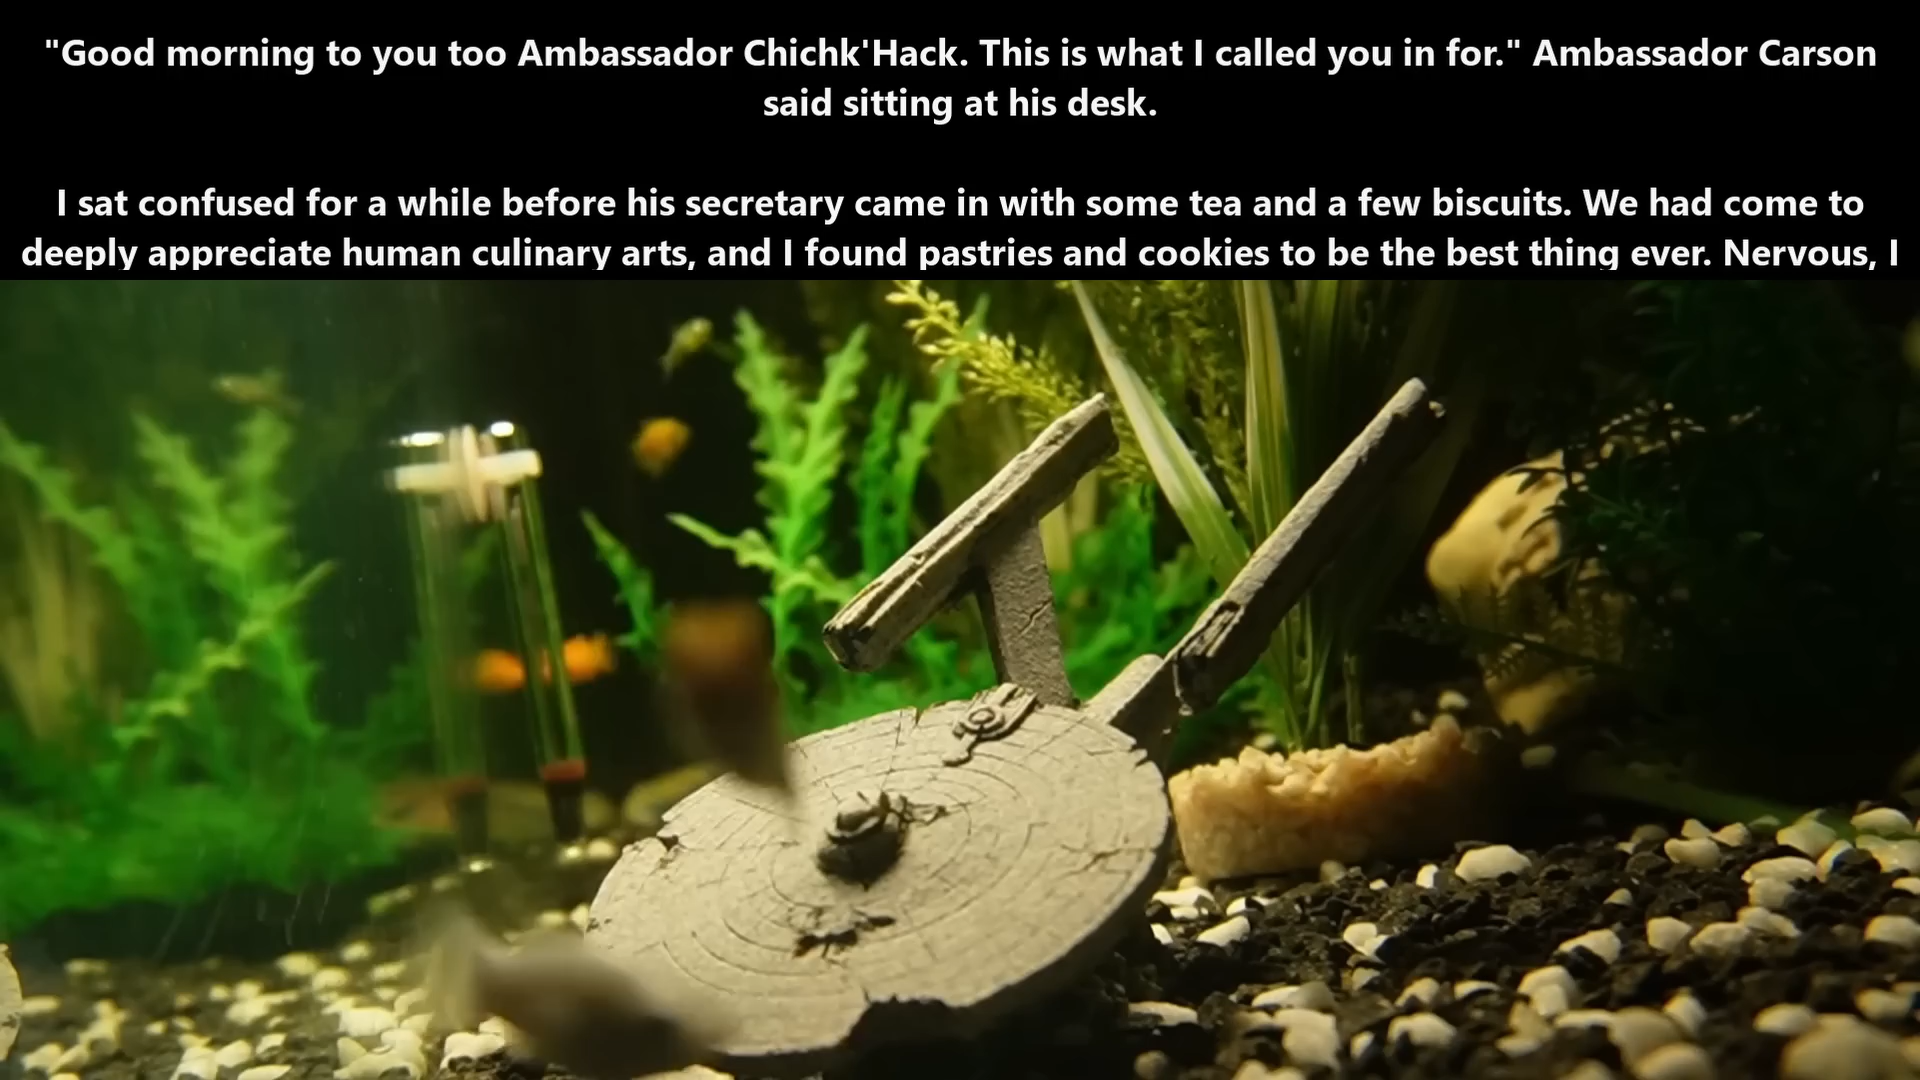 "Good morning to you too Ambassador Chichk'Hack. This is what I called you in for." Ambassador Carson
said sitting at his desk.
I sat confused for a while before his secretary came in with some tea and a few biscuits. We had come to
deeply appreciate human culinary arts, and I found pastries and cookies to be the best thing ever. Nervous, I